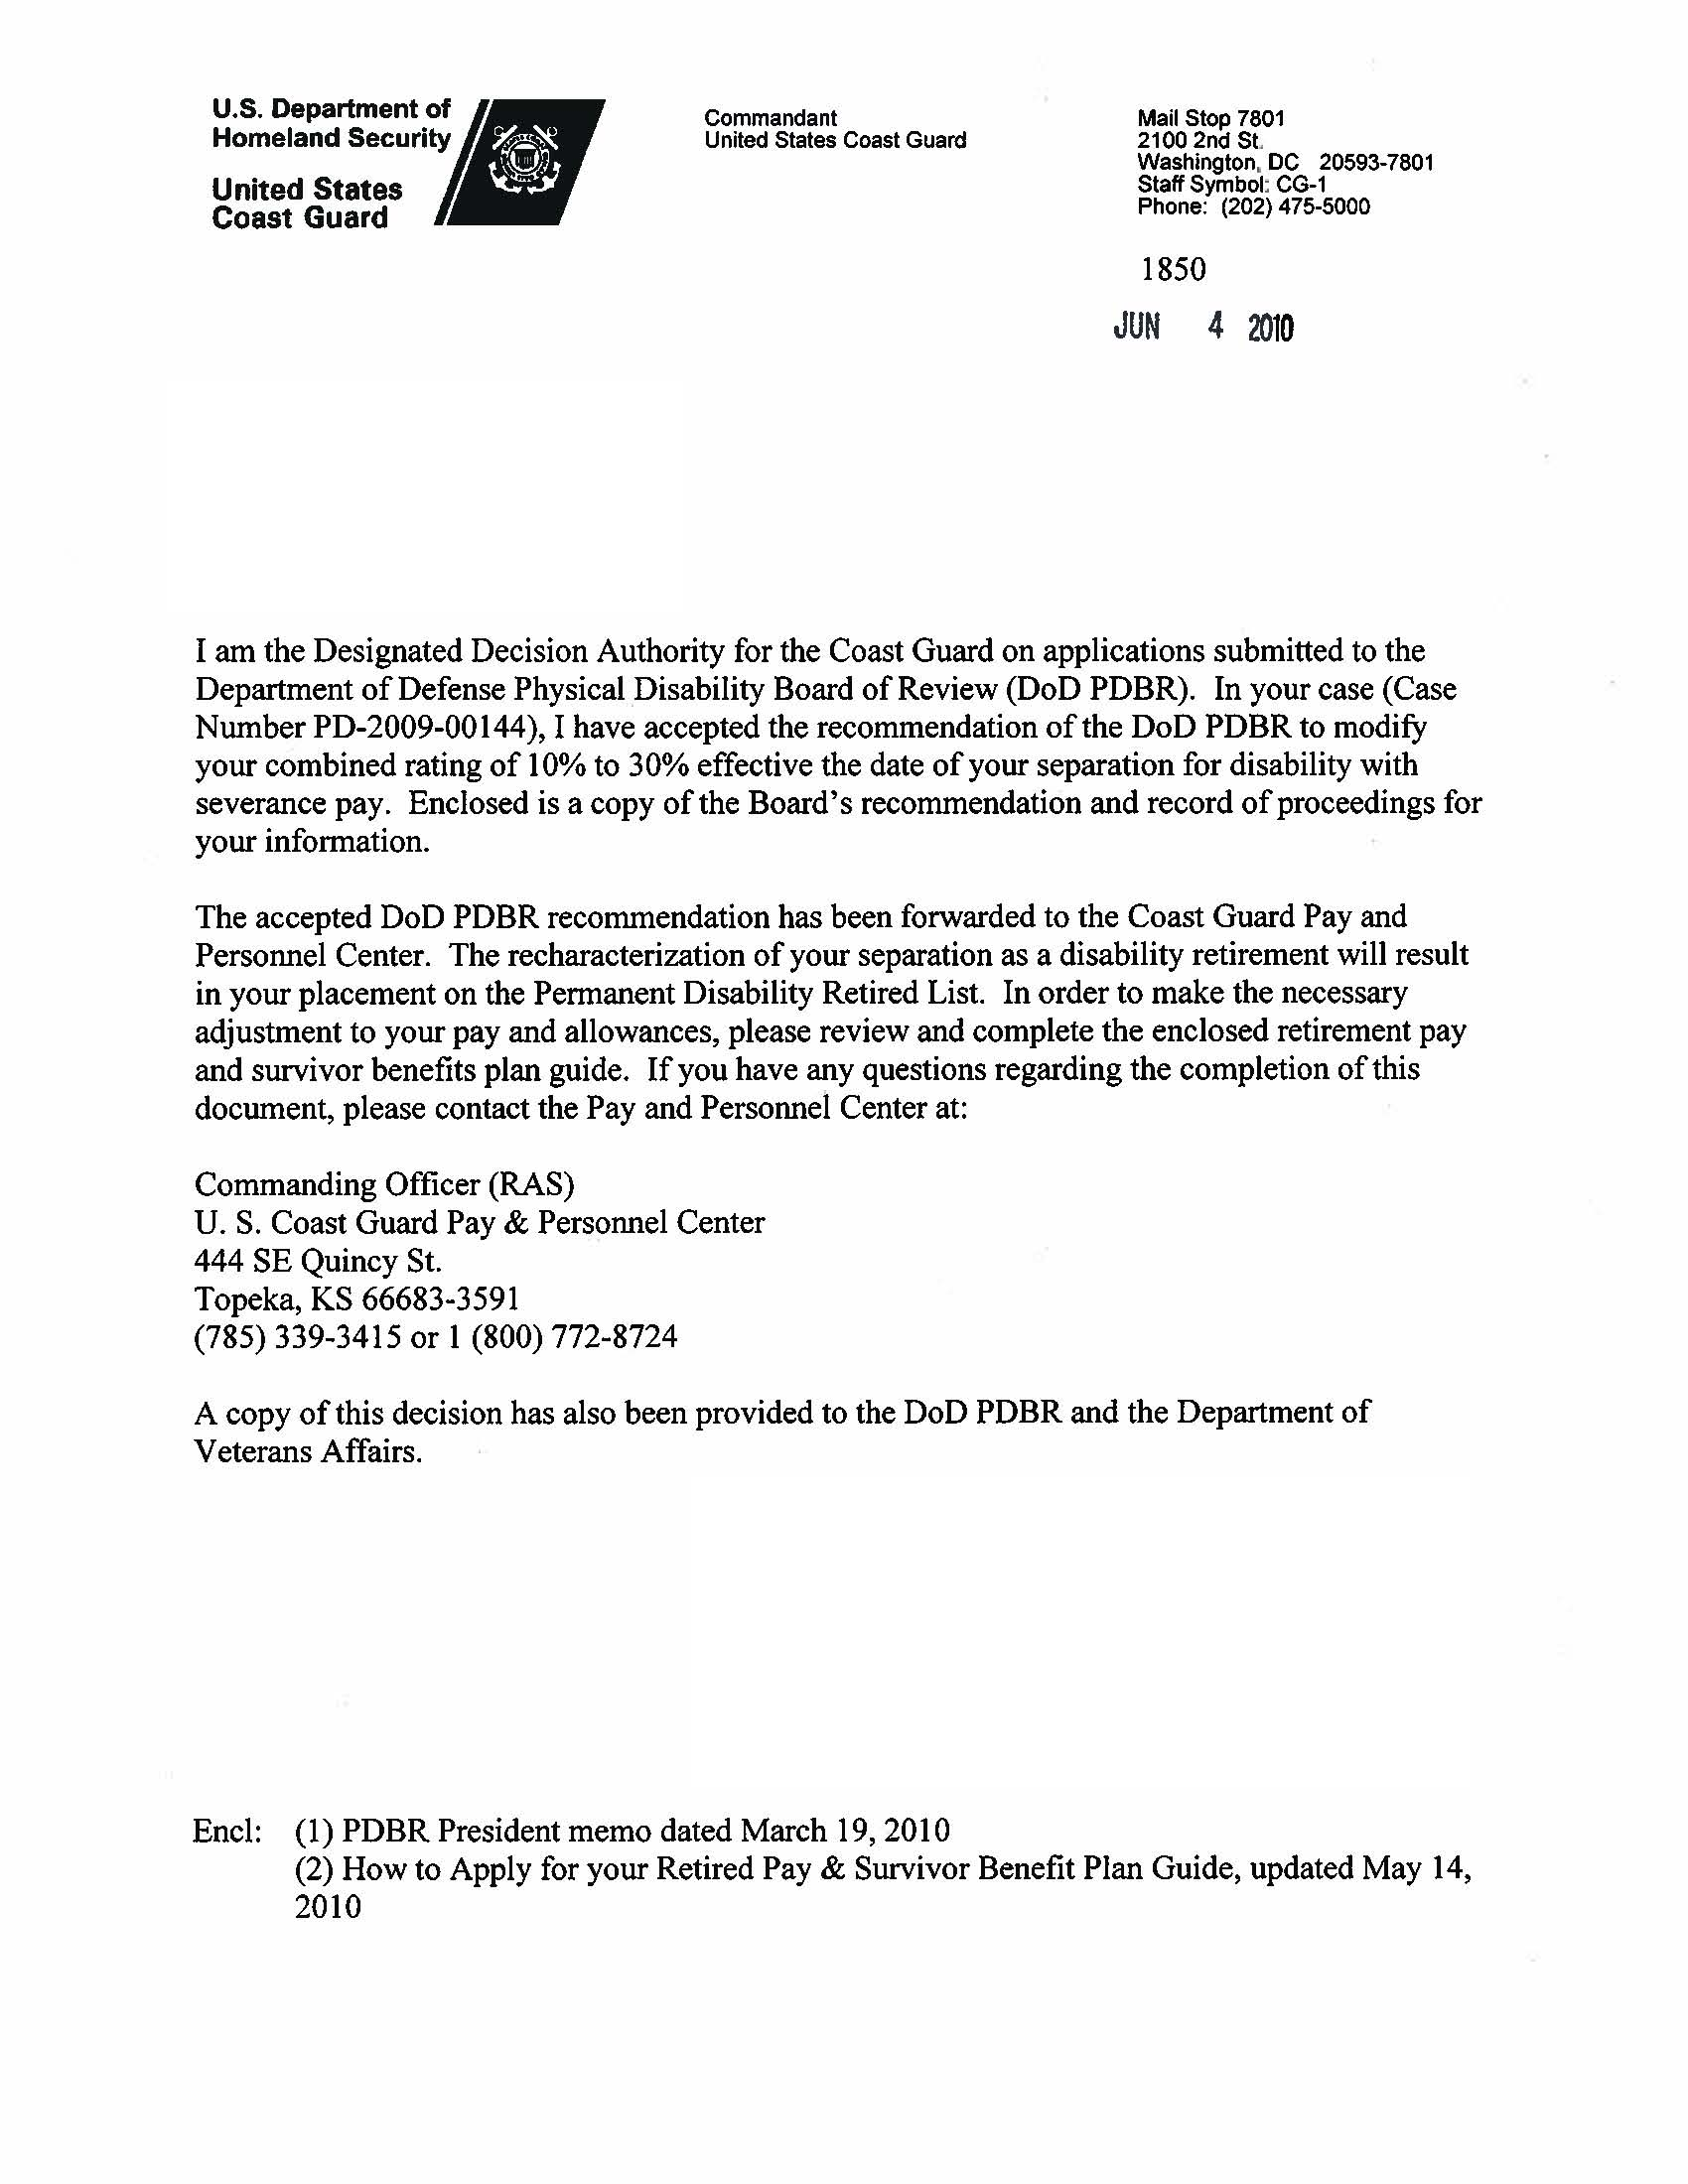 U.S. Department of
Homeland Security
United States
Coast Guard
Commandant
United States Coast Guard
Mail Stop 7801
2100 2nd St.
Washington, DC 20593-7801
Staff Symbol: CG-1
Phone: (202) 475-5000
1850
JUN 4 2010
I am the Designated Decision Authority for the Coast Guard on applications submitted to the
Department of Defense Physical Disability Board of Review (DoD PDBR). In your case (Case
Number PD-2009-00144), I have accepted the recommendation of the DoD PDBR to modify
your combined rating of 10% to 30% effective the date of your separation for disability with
severance pay. Enclosed is a copy of the Board's recommendation and record of proceedings for
your information.
The accepted DoD PDBR recommendation has been forwarded to the Coast Guard Pay and
Personnel Center. The recharacterization of your separation as a disability retirement will result
in your placement on the Permanent Disability Retired List. In order to make the necessary
adjustment to your pay and allowances, please review and complete the enclosed retirement pay
and survivor benefits plan guide. If you have any questions regarding the completion of this
document, please contact the Pay and Personnel Center at:
Commanding Officer (RAS)
U. S. Coast Guard Pay & Personnel Center
444 SE Quincy St.
Topeka, KS 66683-3591
(785) 339-3415 or 1 (800) 772-8724
A copy of this decision has also been provided to the DoD PDBR and the Department of
Veterans Affairs.
Encl: (1) PDBR President memo dated March 19, 2010
(2) How to Apply for your Retired Pay & Survivor Benefit Plan Guide, updated May 14,
2010